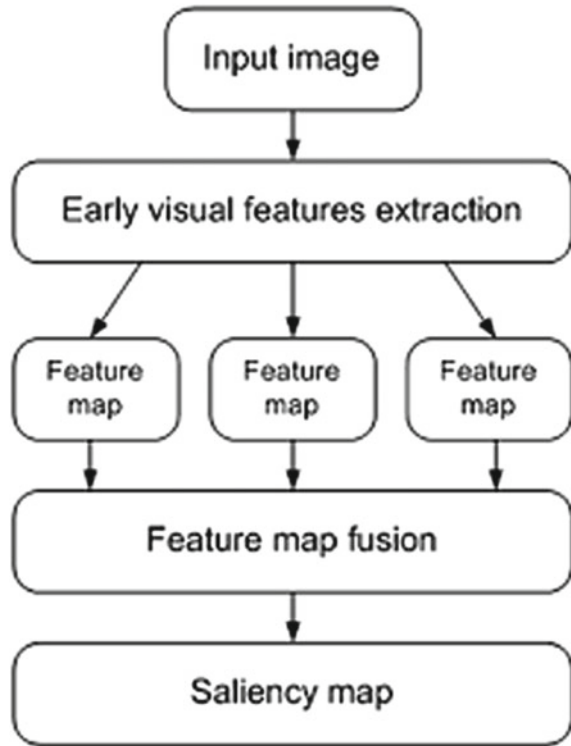 Input image
Early visual features extraction
Feature
map
Feature
map
Feature
map
Feature map fusion
Saliency map